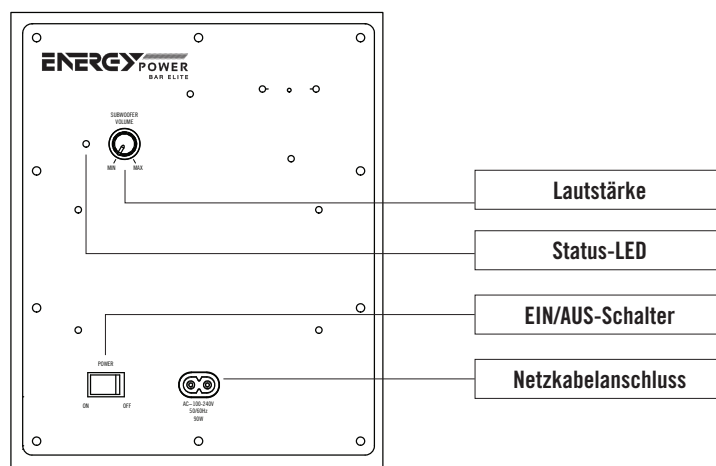 ENERGY POWER
BAR ELITE
SUBWOOFER
VOLUME
MIN MAX
Lautstärke
Status-LED
EIN/AUS-Schalter
POWER
ON OFF
Netzkabelanschluss
AC~100-240V
50/60Hz
90W